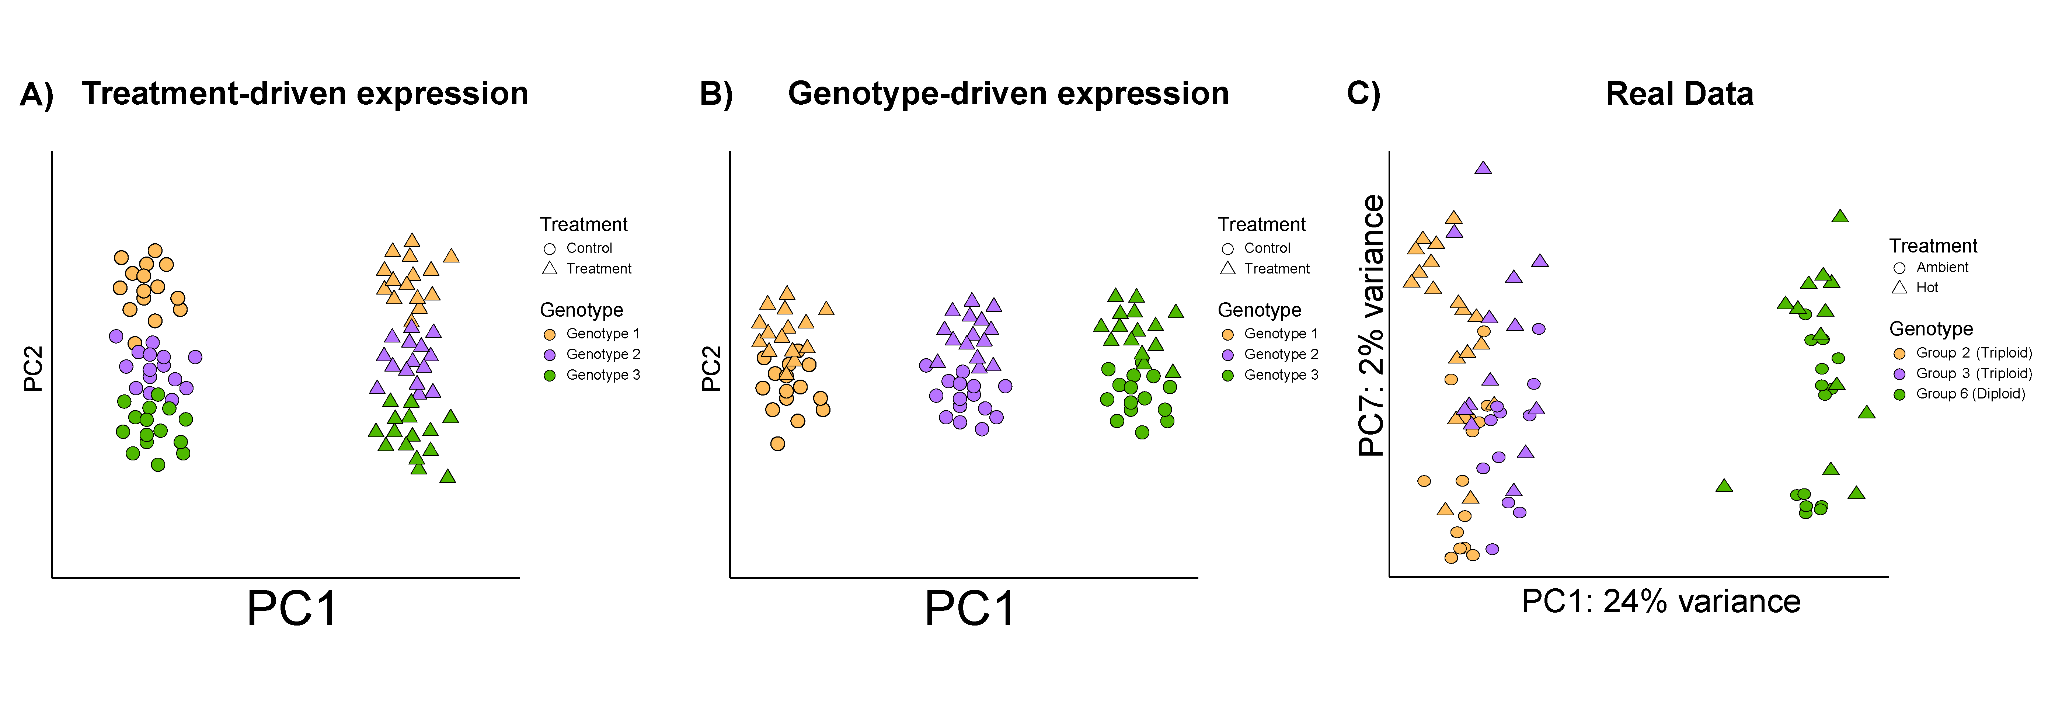 A) Treatment-driven expression
PC2
PC1
Treatment
Control
Treatment
Genotype
Genotype 1
Genotype 2
Genotype 3
B) Genotype-driven expression
PC2
PC1
Treatment
Control
Treatment
Genotype
Genotype 1
Genotype 2
Genotype 3
C) Real Data
PC7: 2% variance
PC1: 24% variance
Treatment
Ambient
Hot
Genotype
Group 2 (Triploid)
Group 3 (Triploid)
Group 6 (Diploid)